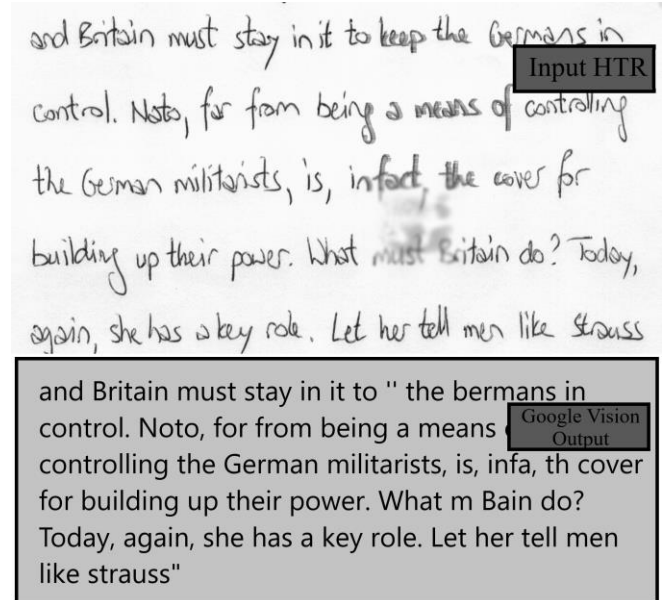 and Britain must stay in it to keep the Germans in
Input HTR
control. Nato, far from being a means of controlling
the German militarists, is, infact, the cover for
building up their power. What must Britain do? Today,
again, she has a key role. Let her tell men like Strauss
and Britain must stay in it to '' the bermans in
Google Vision Output
control. Noto, for from being a means
controlling the German militarists, is, infa, th cover
for building up their power. What m Bain do?
Today, again, she has a key role. Let her tell men
like strauss"